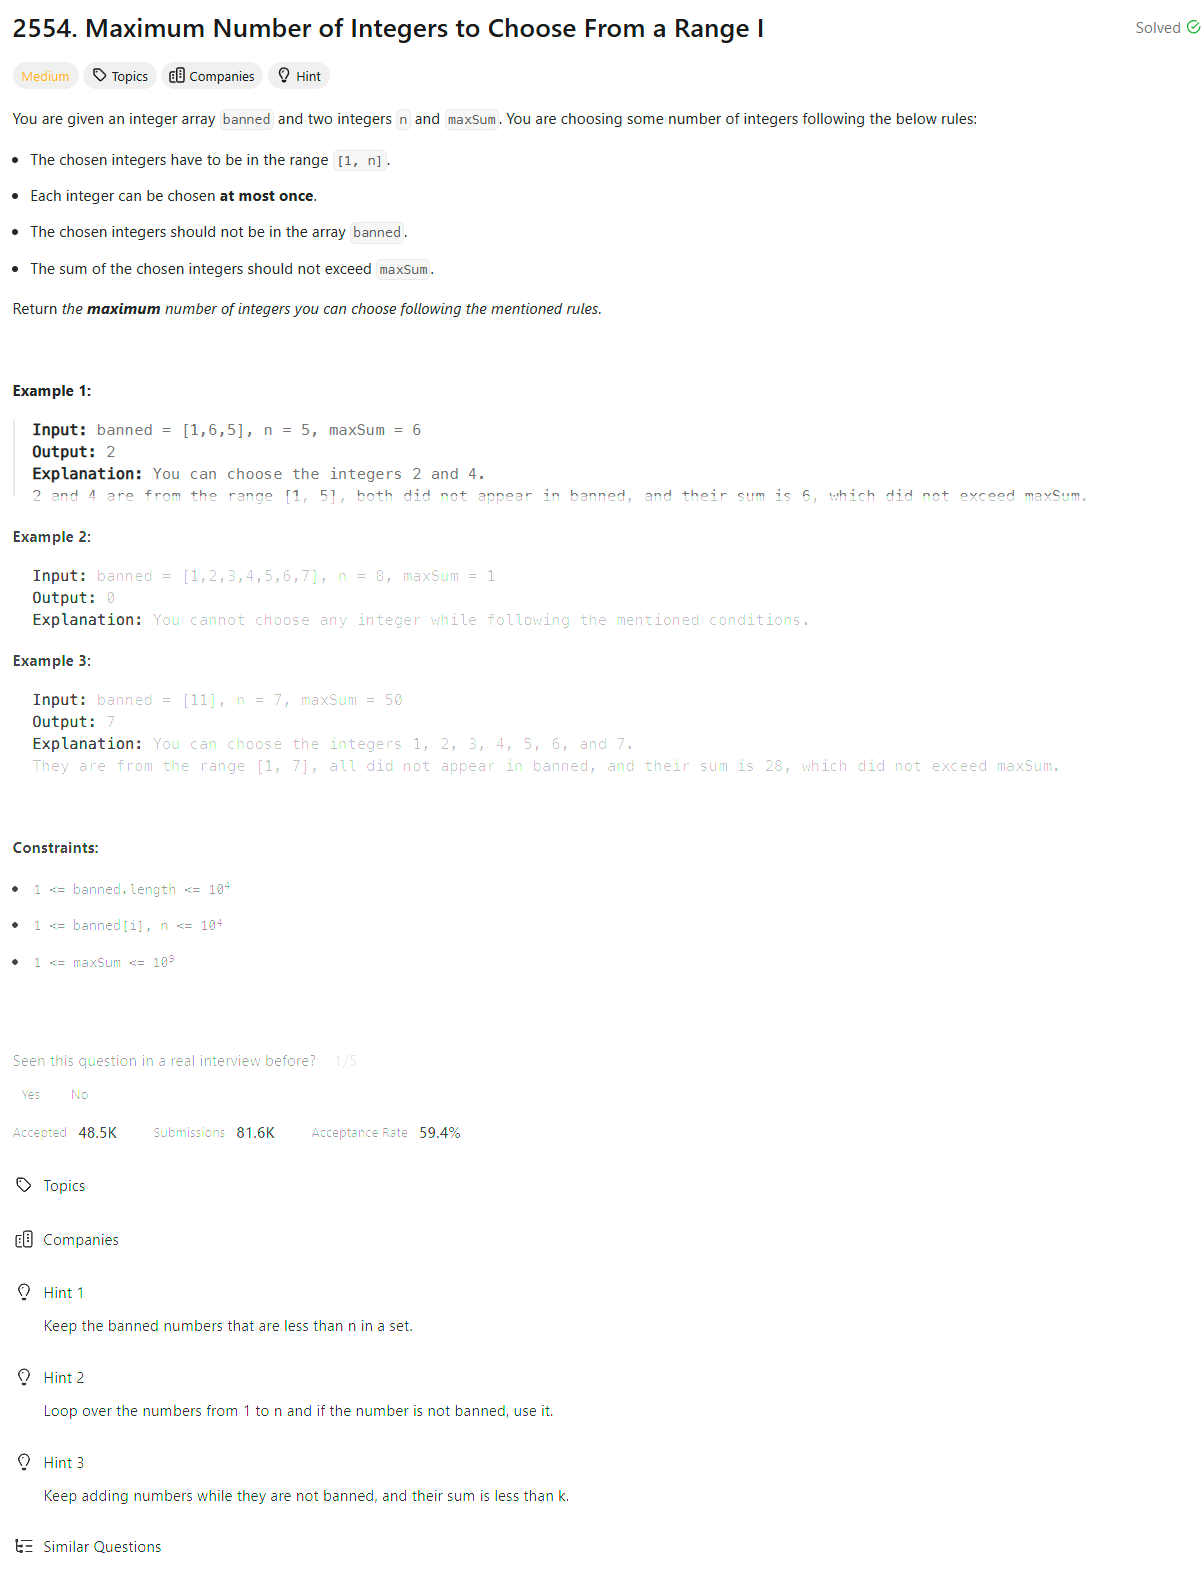 2554. Maximum Number of Integers to Choose From a Range I
Solved
Medium Topics Companies Hint
You are given an integer array banned and two integers n and maxSum. You are choosing some number of integers following the below rules:
• The chosen integers have to be in the range [1, n].
• Each integer can be chosen at most once.
• The chosen integers should not be in the array banned.
• The sum of the chosen integers should not exceed maxSum.
Return the maximum number of integers you can choose following the mentioned rules.
Example 1:
Input: banned = [1,6,5], n = 5, maxSum = 6
Output: 2
Explanation: You can choose the integers 2 and 4.
2 and 4 are from the range [1, 5], both did not appear in banned, and their sum is 6, which did not exceed maxSum.
Example 2:
Input: banned = [1,2,3,4,5,6,7], n = 8, maxSum = 1
Output: 0
Explanation: You cannot choose any integer while following the mentioned conditions.
Example 3:
Input: banned = [11], n = 7, maxSum = 50
Output: 7
Explanation: You can choose the integers 1, 2, 3, 4, 5, 6, and 7.
They are from the range [1, 7], all did not appear in banned, and their sum is 28, which did not exceed maxSum.
Constraints:
• 1 <= banned.length <= 10⁴
• 1 <= banned[i], n <= 10⁴
• 1 <= maxSum <= 10⁹
Seen this question in a real interview before? 1/5
Yes No
Accepted 48.5K Submissions 81.6K Acceptance Rate 59.4%
Topics
Companies
Hint 1
Keep the banned numbers that are less than n in a set.
Hint 2
Loop over the numbers from 1 to n and if the number is not banned, use it.
Hint 3
Keep adding numbers while they are not banned, and their sum is less than k.
Similar Questions